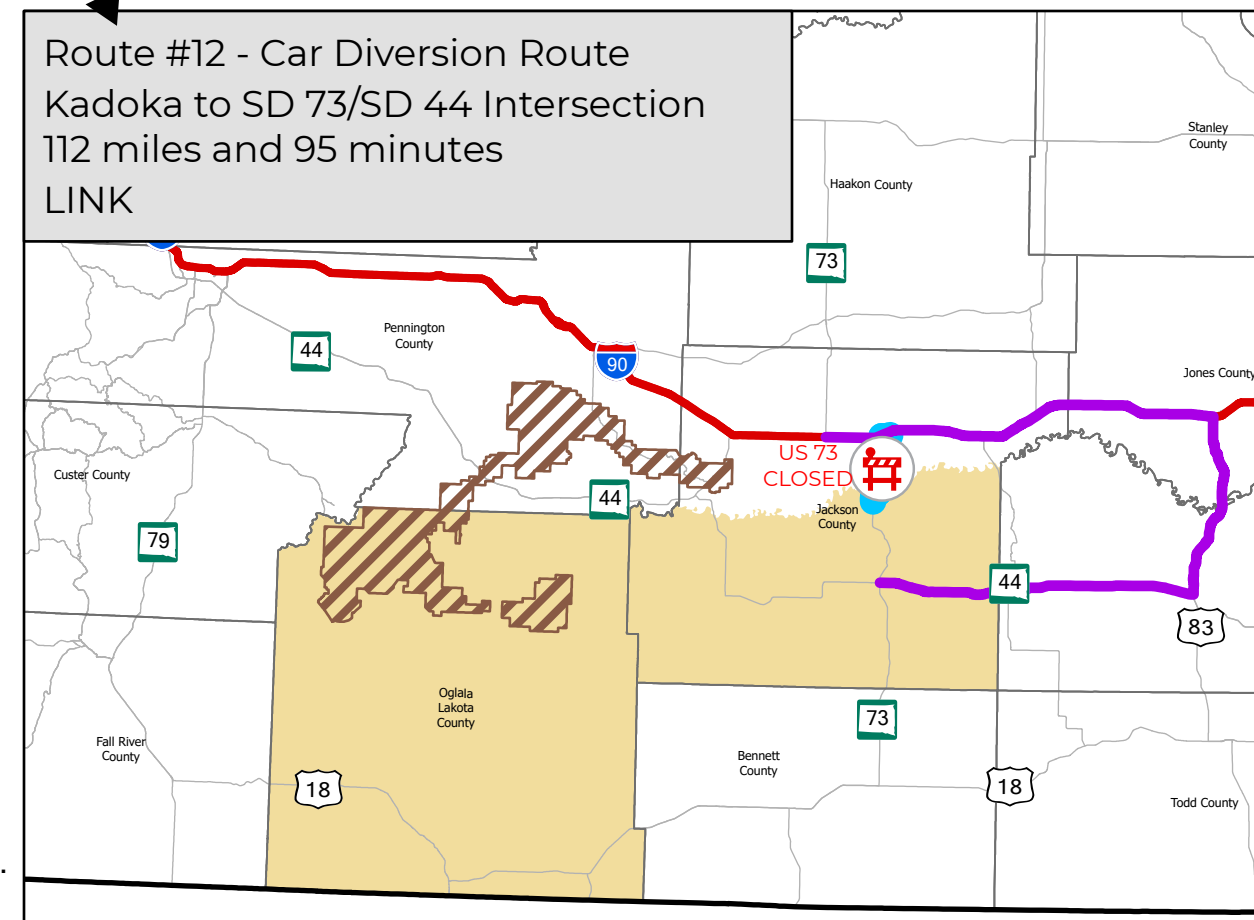 Route #12 - Car Diversion Route
Kadoka to SD 73/SD 44 Intersection
112 miles and 95 minutes
LINK
Stanley
County
Haakon County
73
Pennington
County
44
90
Jones County
US 73
CLOSED
Custer County
44
Jackson
County
79
44
83
Oglala
Lakota
County
73
Fall River
County
Bennett
County
18
18
Todd County
.